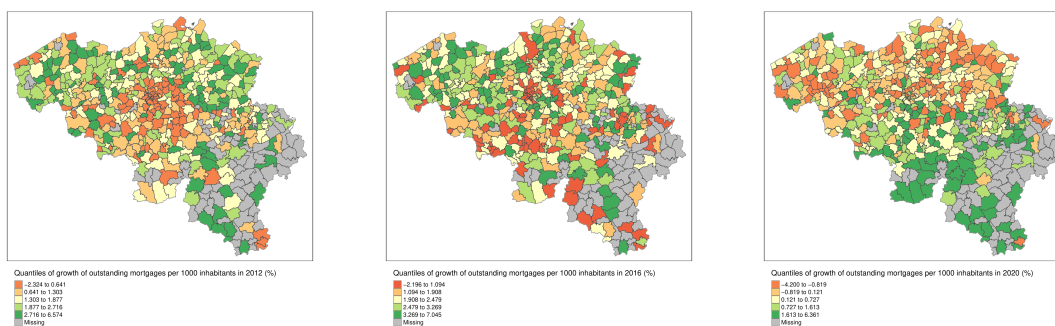 Quantiles of growth of outstanding mortgages per 1000 inhabitants in 2012 (%)
−2.324 to 0.641
0.641 to 1.303
1.303 to 1.877
1.877 to 2.716
2.716 to 6.574
Missing
Quantiles of growth of outstanding mortgages per 1000 inhabitants in 2016 (%)
−2.196 to 1.094
1.094 to 1.908
1.908 to 2.479
2.479 to 3.269
3.269 to 7.045
Missing
Quantiles of growth of outstanding mortgages per 1000 inhabitants in 2020 (%)
−4.200 to −0.819
−0.819 to 0.121
0.121 to 0.727
0.727 to 1.613
1.613 to 6.361
Missing